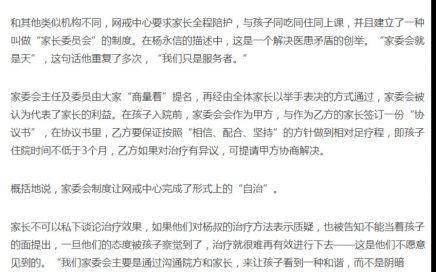 和其他类似机构不同，网戒中心要求家长全程陪护，与孩子同吃同住同上课，并且建立了一种
叫做“家长委员会”的制度。在杨永信的描述中，这是一个解决医患矛盾的创举。“家委会就
是天”，这句话他重复了多次，“我们只是服务者。”
家委会主任及委员由大家“商量着”提名，再经由全体家长以举手表决的方式通过，家委会被
认为代表了家长的利益。在孩子入院前，家委会会作为甲方，与作为乙方的家长签订一份“协
议书”，在协议书里，乙方要保证按照“相信、配合、坚持”的方针做到相对足疗程，即孩子
住院时间不低于3个月，乙方如果对治疗有异议，可提请甲方协商解决。
概括地说，家委会制度让网戒中心完成了形式上的“自治”。
家长不可以私下谈论治疗效果，如果他们对杨叔的治疗方法表示质疑，也被告知不能当着孩子
的面提出，一旦他们的态度被孩子察觉到了，治疗就很难再有效进行下去——这是他们不愿意
见到的。“我们家委会主要是通过沟通院方和家长，来让孩子看到一种和谐，而不是阴暗